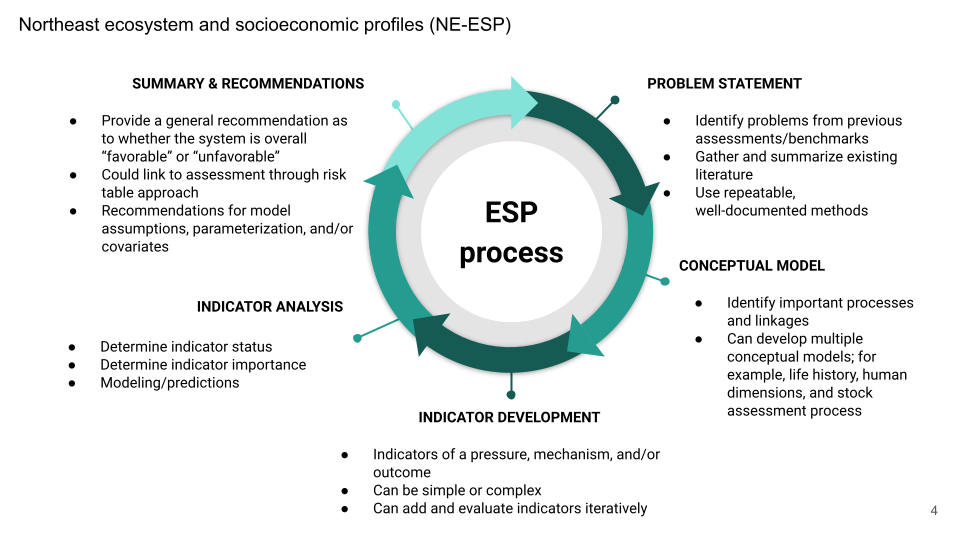 Northeast ecosystem and socioeconomic profiles (NE-ESP)
SUMMARY & RECOMMENDATIONS
● Provide a general recommendation as
to whether the system is overall
“favorable” or “unfavorable”
● Could link to assessment through risk
table approach
● Recommendations for model
assumptions, parameterization, and/or
covariates
PROBLEM STATEMENT
● Identify problems from previous
assessments/benchmarks
● Gather and summarize existing
literature
● Use repeatable,
well-documented methods
ESP
process
CONCEPTUAL MODEL
● Identify important processes
and linkages
● Can develop multiple
conceptual models; for
example, life history, human
dimensions, and stock
assessment process
INDICATOR ANALYSIS
● Determine indicator status
● Determine indicator importance
● Modeling/predictions
INDICATOR DEVELOPMENT
● Indicators of a pressure, mechanism, and/or
outcome
● Can be simple or complex
● Can add and evaluate indicators iteratively
4